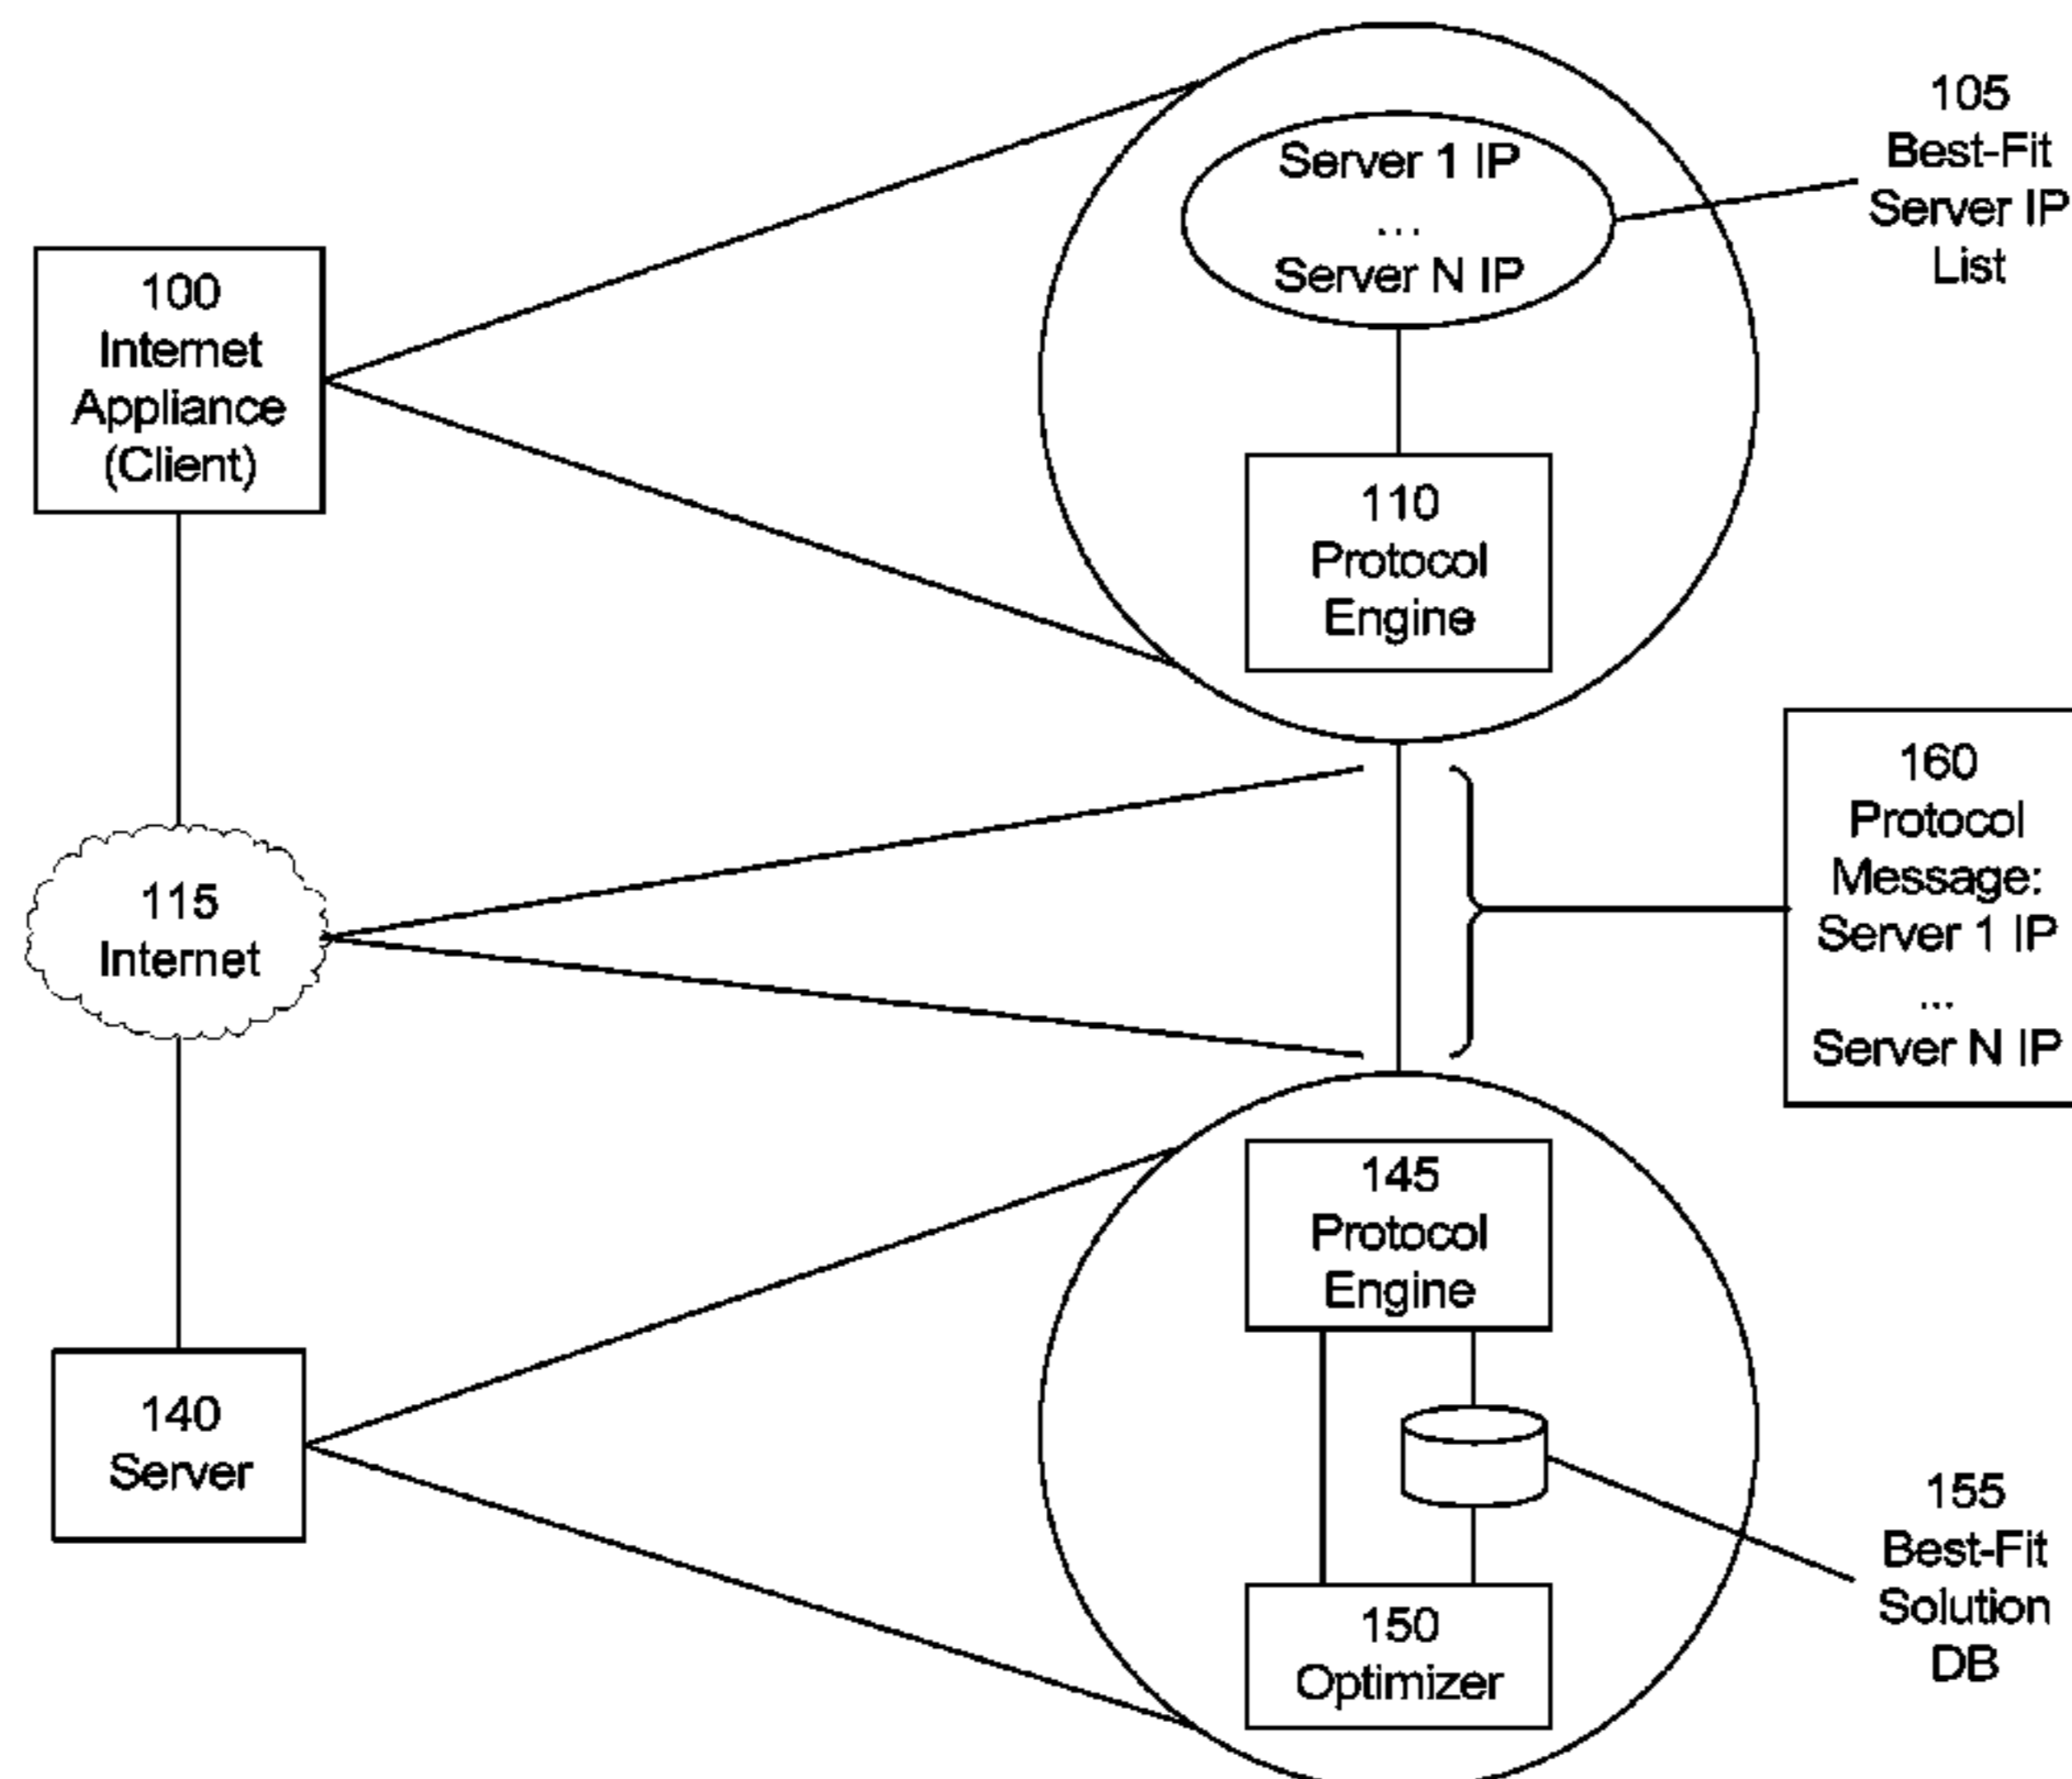 105
Best-Fit
Server IP
List
Server 1 IP
...
Server N IP
100
Internet
Appliance
(Client)
110
Protocol
Engine
160
Protocol
Message:
Server 1 IP
...
Server N IP
115
Internet
145
Protocol
Engine
140
Server
155
Best-Fit
Solution
DB
150
Optimizer